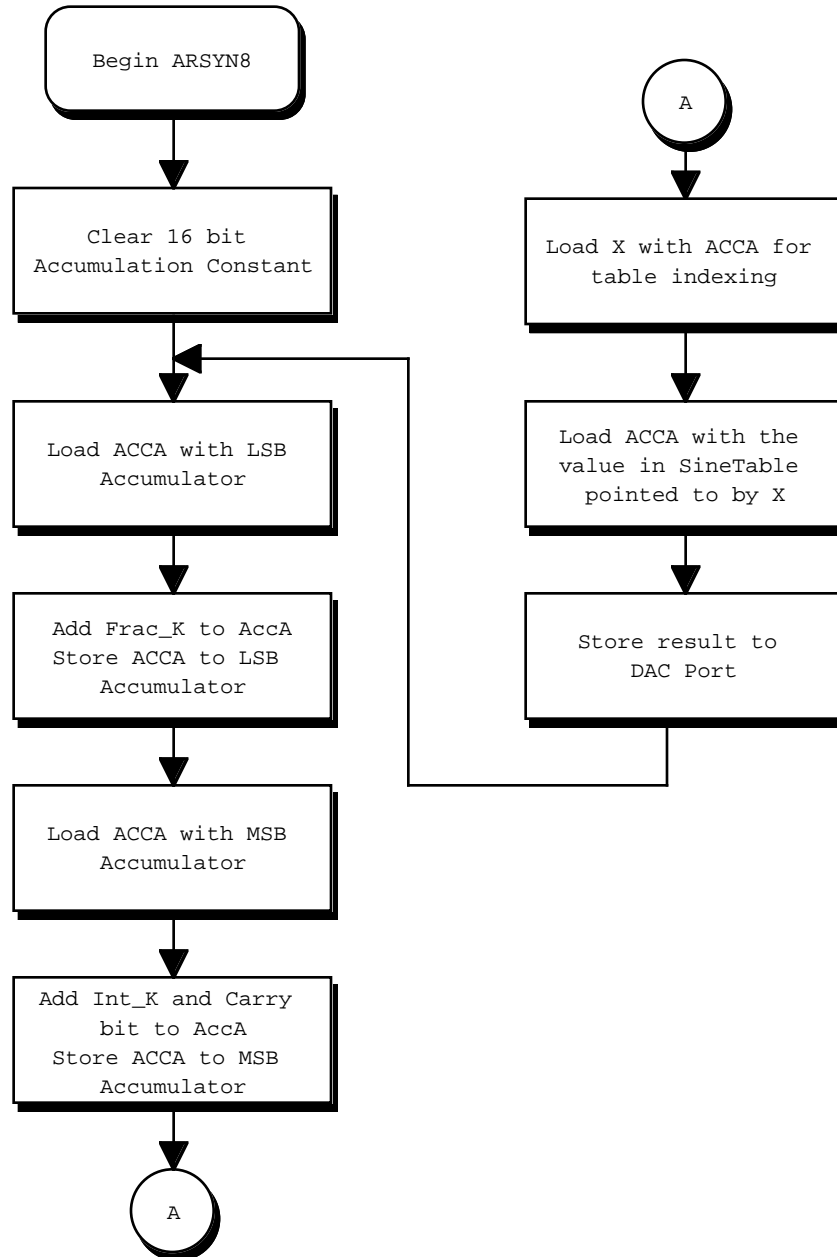 Begin ARSYN8
Clear 16 bit
Accumulation Constant
Load ACCA with LSB
Accumulator
Add Frac_K to AccA
Store ACCA to LSB
Accumulator
Load ACCA with MSB
Accumulator
Add Int_K and Carry
bit to AccA
Store ACCA to MSB
Accumulator
A
A
Load X with ACCA for
table indexing
Load ACCA with the
value in SineTable
pointed to by X
Store result to
DAC Port